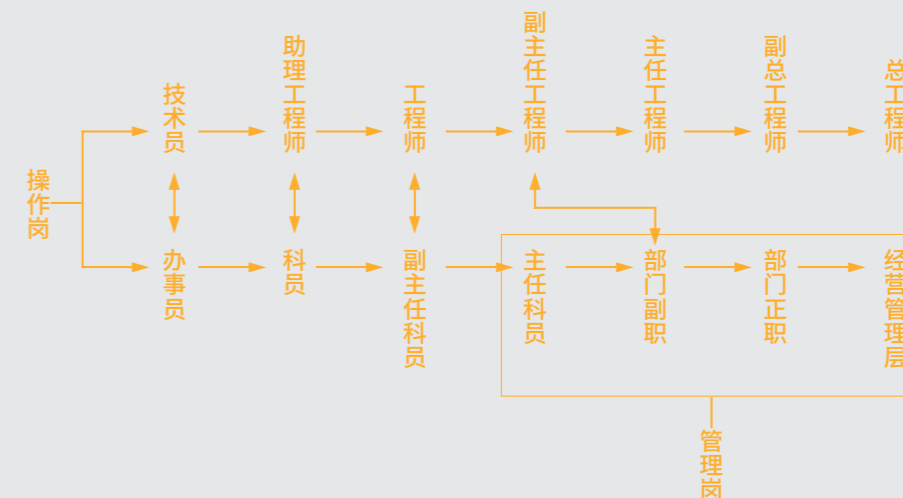 操作岗
技术员
助理工程师
工程师
副主任工程师
主任工程师
副总工程师
总工程师
办事员
科员
副主任科员
主任科员
部门副职
部门正职
经营管理层
管理岗